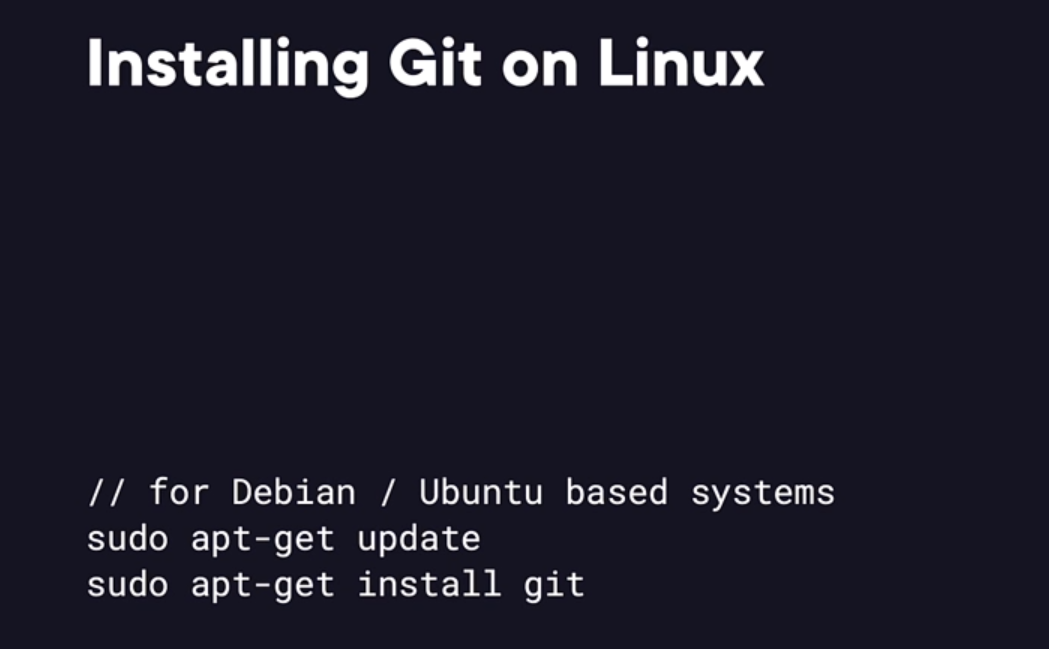 Installing Git on Linux
// for Debian / Ubuntu based systems
sudo apt-get update
sudo apt-get install git